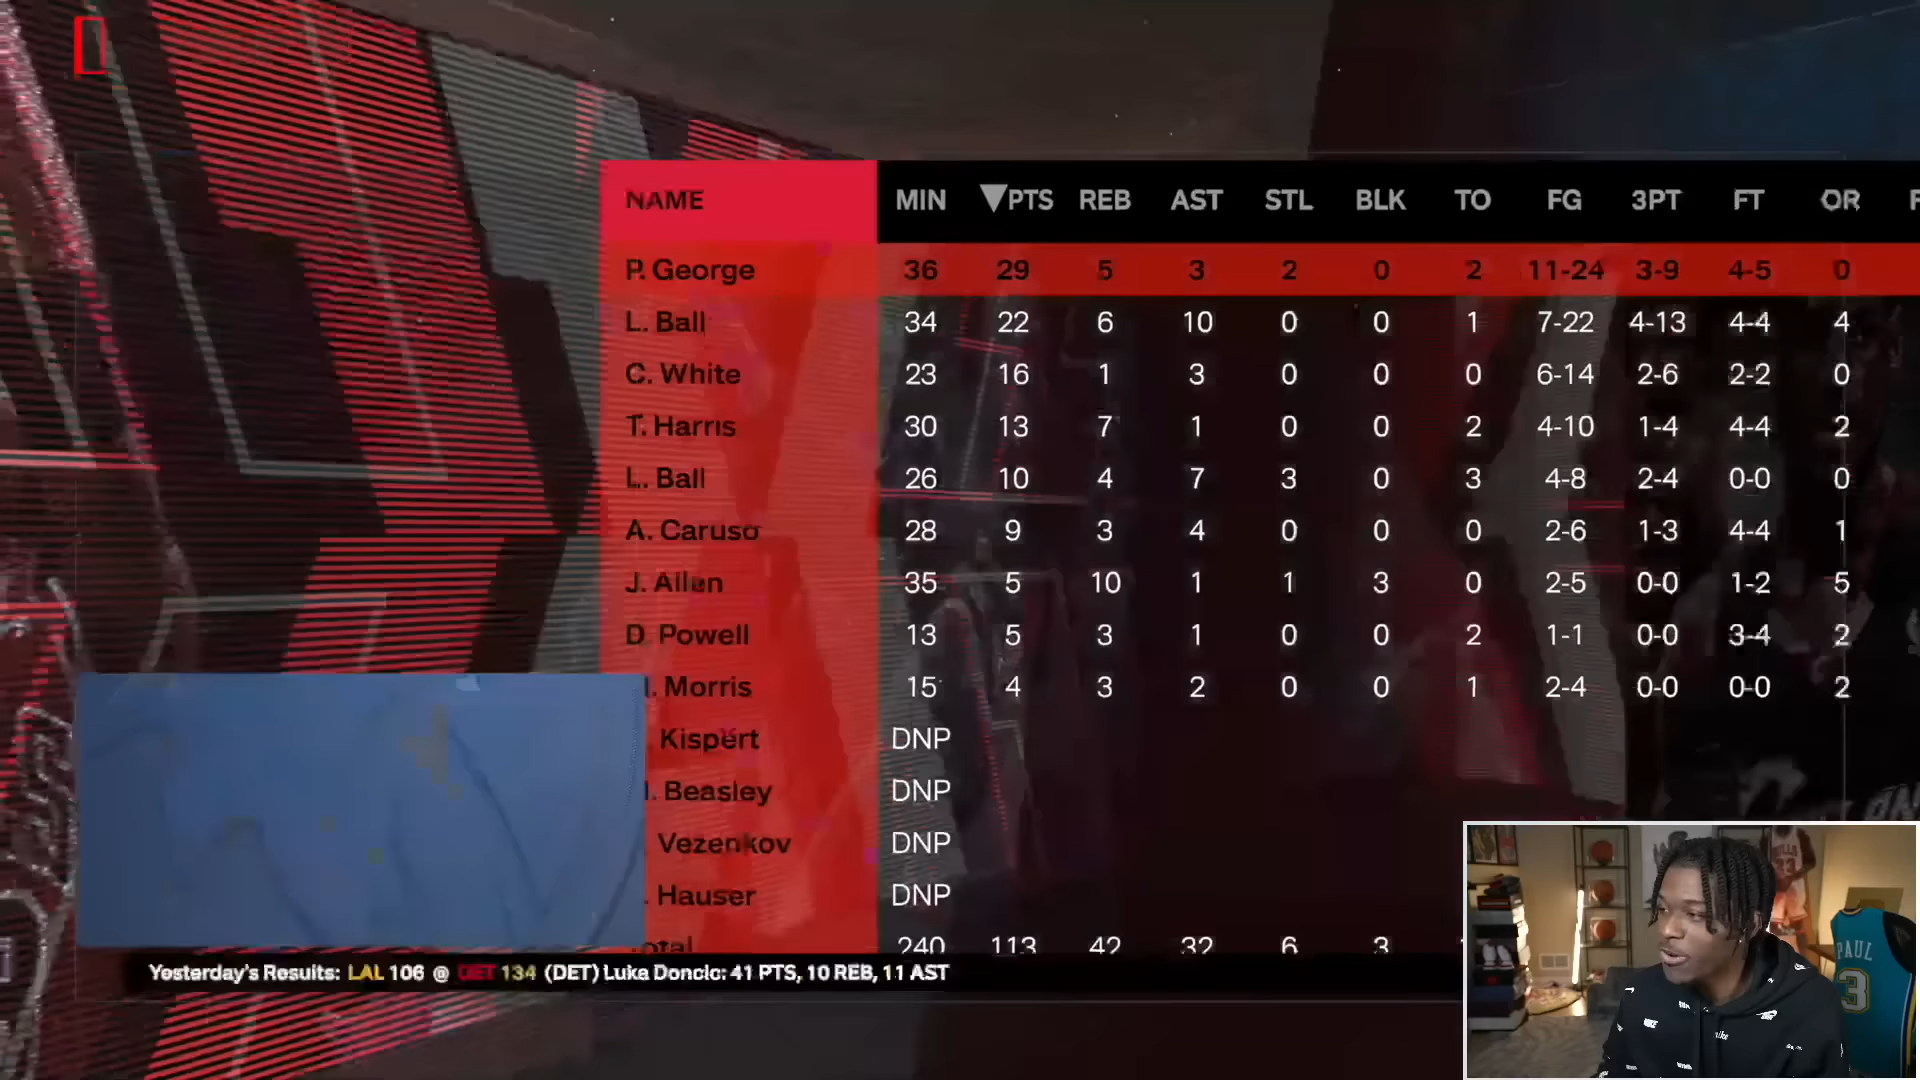 NAME MIN ▼PTS REB AST STL BLK TO FG 3PT FT OR
P. George 36 29 5 3 2 0 2 11-24 3-9 4-5 0
L. Ball 34 22 6 10 0 0 1 7-22 4-13 4-4 4
C. White 23 16 1 3 0 0 0 6-14 2-6 2-2 0
T. Harris 30 13 7 1 0 0 2 4-10 1-4 4-4 2
L. Ball 26 10 4 7 3 0 3 4-8 2-4 0-0 0
A. Caruso 28 9 3 4 0 0 0 2-6 1-3 4-4 1
J. Allen 35 5 10 1 1 3 0 2-5 0-0 1-2 5
D. Powell 13 5 3 1 0 0 2 1-1 0-0 3-4 2
Morris 15 4 3 2 0 0 1 2-4 0-0 0-0 2
Kispert DNP
Beasley DNP
Vezenkov DNP
Hauser DNP
Total 240 113 42 32 6 3
Yesterday's Results: LAL 106 @ DET 134 (DET) Luka Doncic: 41 PTS, 10 REB, 11 AST
PAUL
3